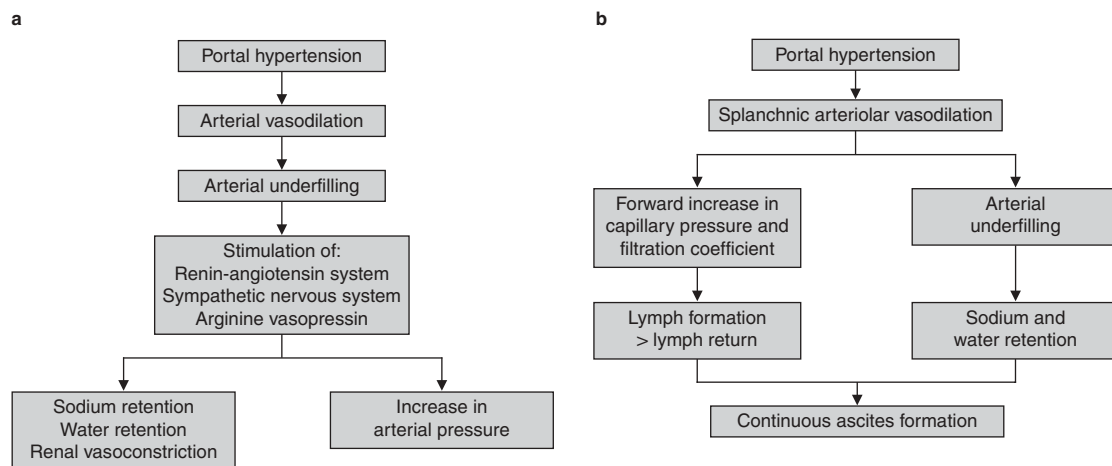 a
Portal hypertension
Arterial vasodilation
Arterial underfilling
Stimulation of:
Renin-angiotensin system
Sympathetic nervous system
Arginine vasopressin
Sodium retention
Water retention
Renal vasoconstriction
Increase in
arterial pressure
b
Portal hypertension
Splanchnic arteriolar vasodilation
Forward increase in
capillary pressure and
filtration coefficient
Arterial
underfilling
Lymph formation
> lymph return
Sodium and
water retention
Continuous ascites formation